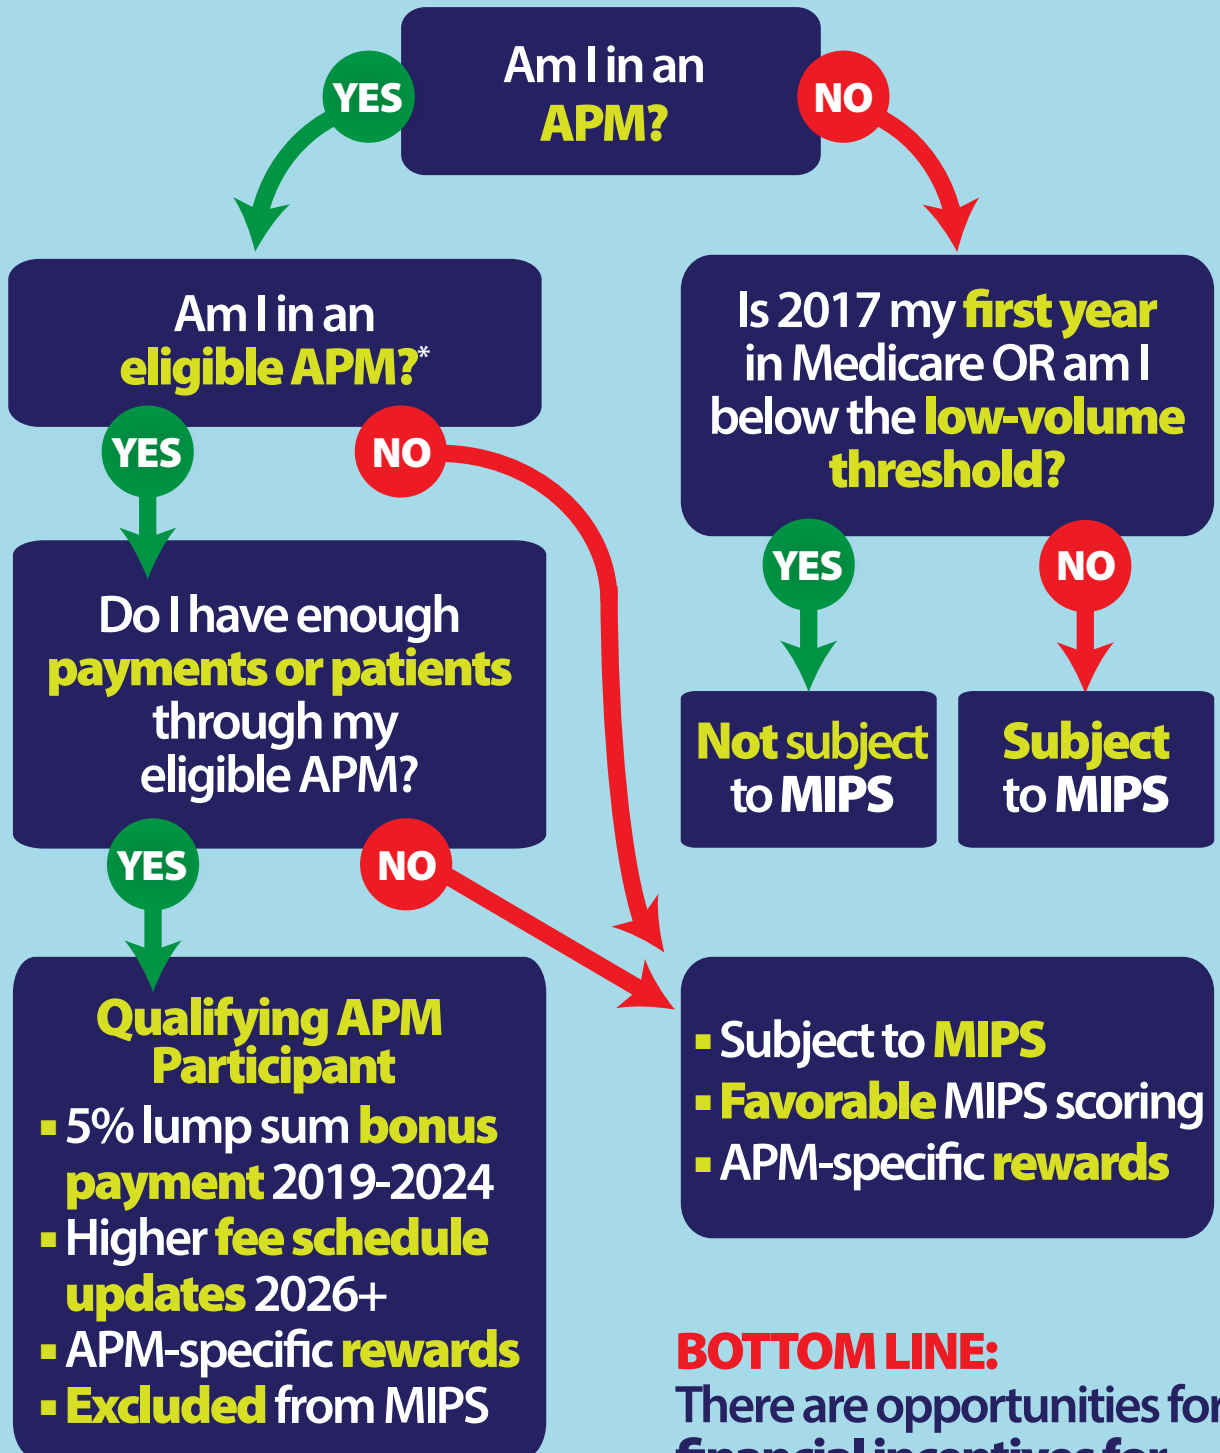 Am I in an
APM?
YES
NO
Am I in an
eligible APM?*
YES
NO
Is 2017 my first year
in Medicare OR am I
below the low-volume
threshold?
YES
NO
Do I have enough
payments or patients
through my
eligible APM?
YES
NO
Not subject
to MIPS
Subject
to MIPS
Qualifying APM
Participant
▪ 5% lump sum bonus
payment 2019-2024
▪ Higher fee schedule
updates 2026+
▪ APM-specific rewards
▪ Excluded from MIPS
▪ Subject to MIPS
▪ Favorable MIPS scoring
▪ APM-specific rewards
BOTTOM LINE:
There are opportunities for
financial incentives for